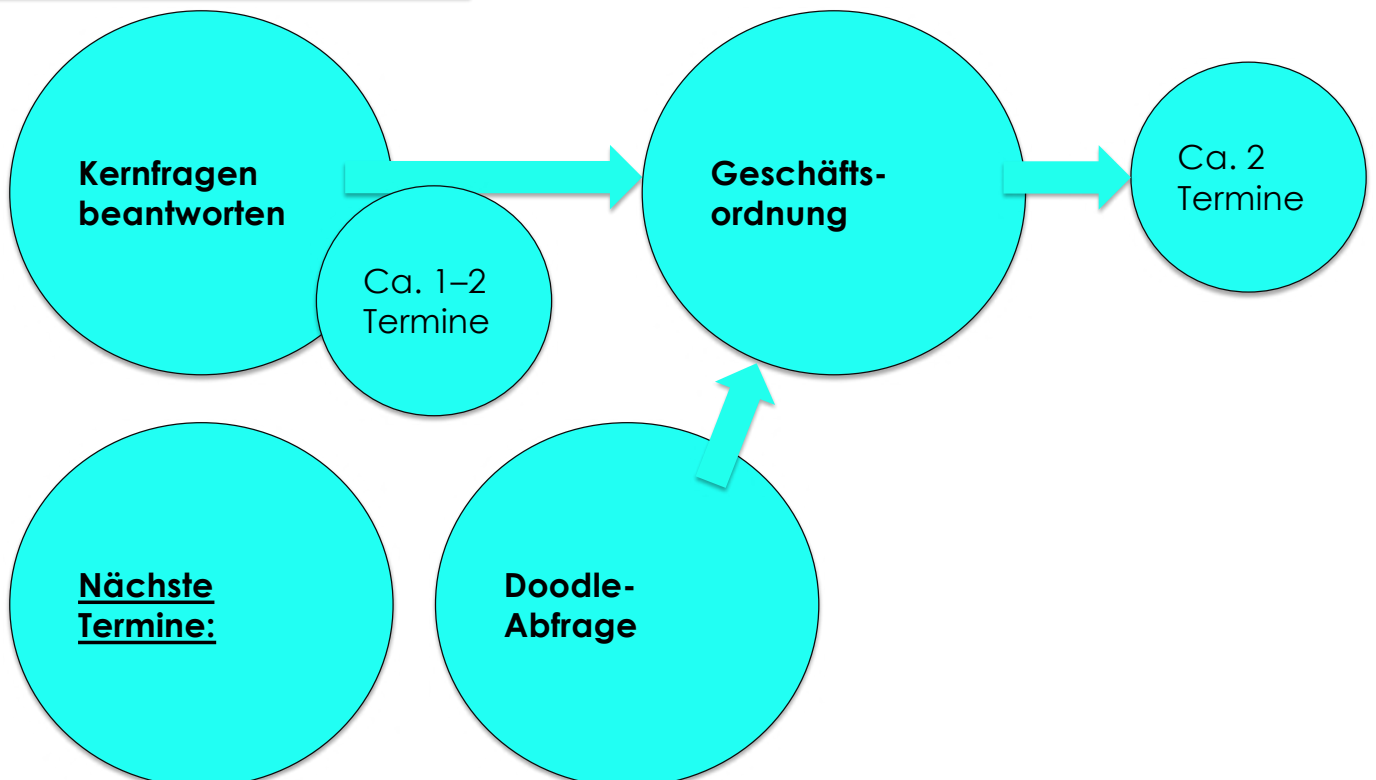 Kernfragen
beantworten
Ca. 1–2
Termine
Geschäfts-
ordnung
Ca. 2
Termine
Nächste
Termine:
Doodle-
Abfrage